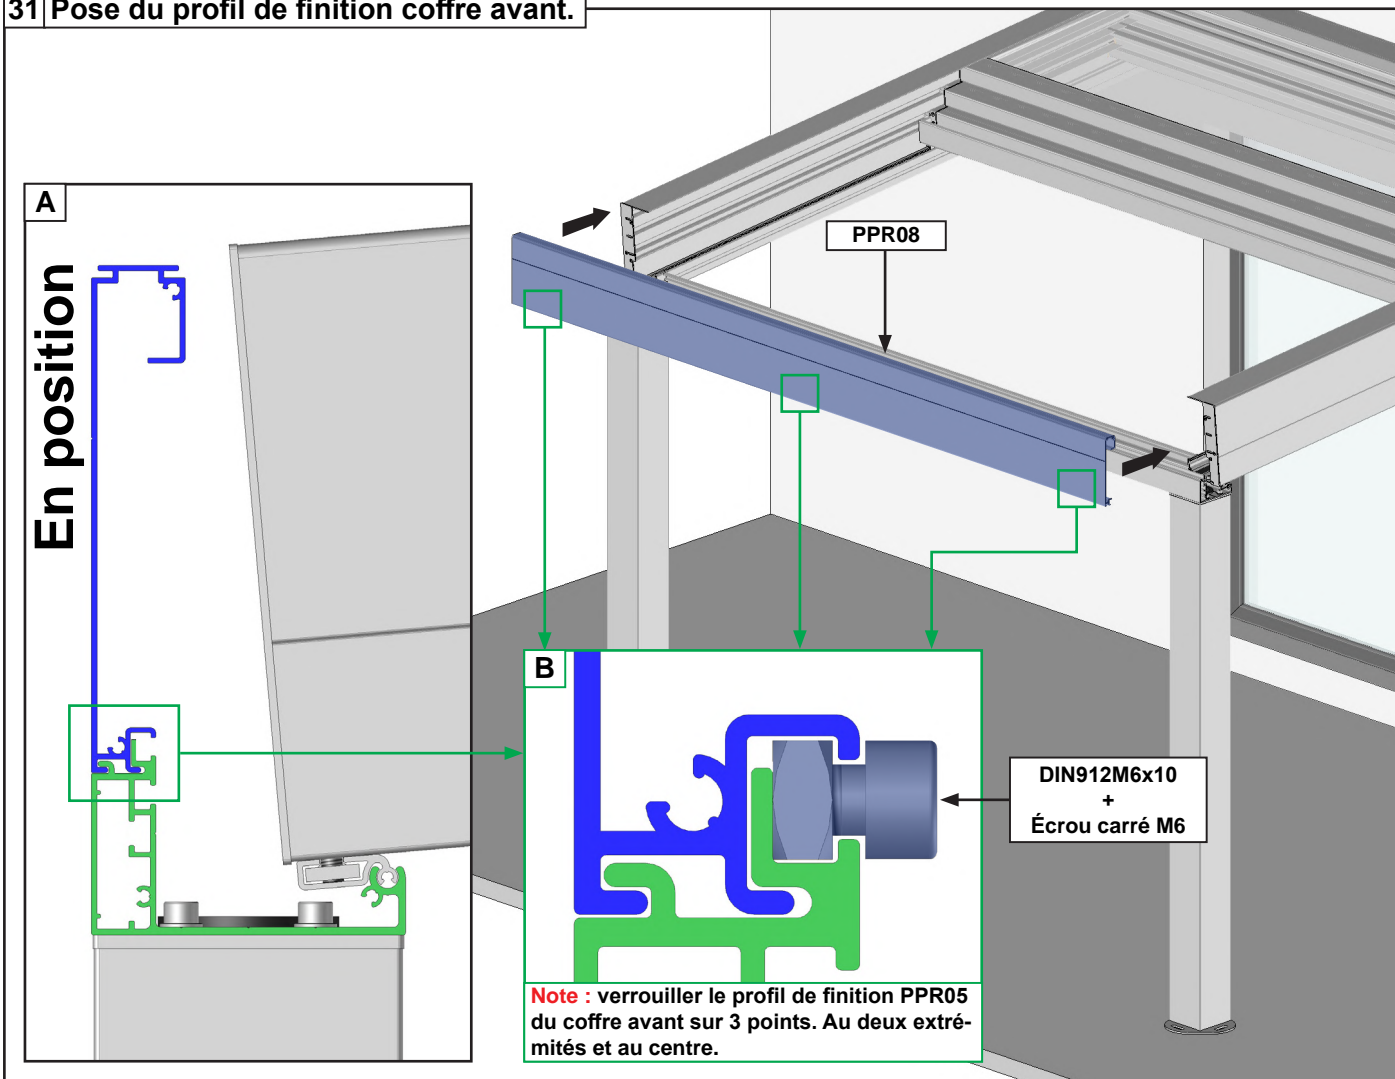 31 Pose du profil de finition coffre avant.
A
En position
PPR08
B
DIN912M6x10
+
Écrou carré M6
Note : verrouiller le profil de finition PPR05
du coffre avant sur 3 points. Au deux extré-
mités et au centre.